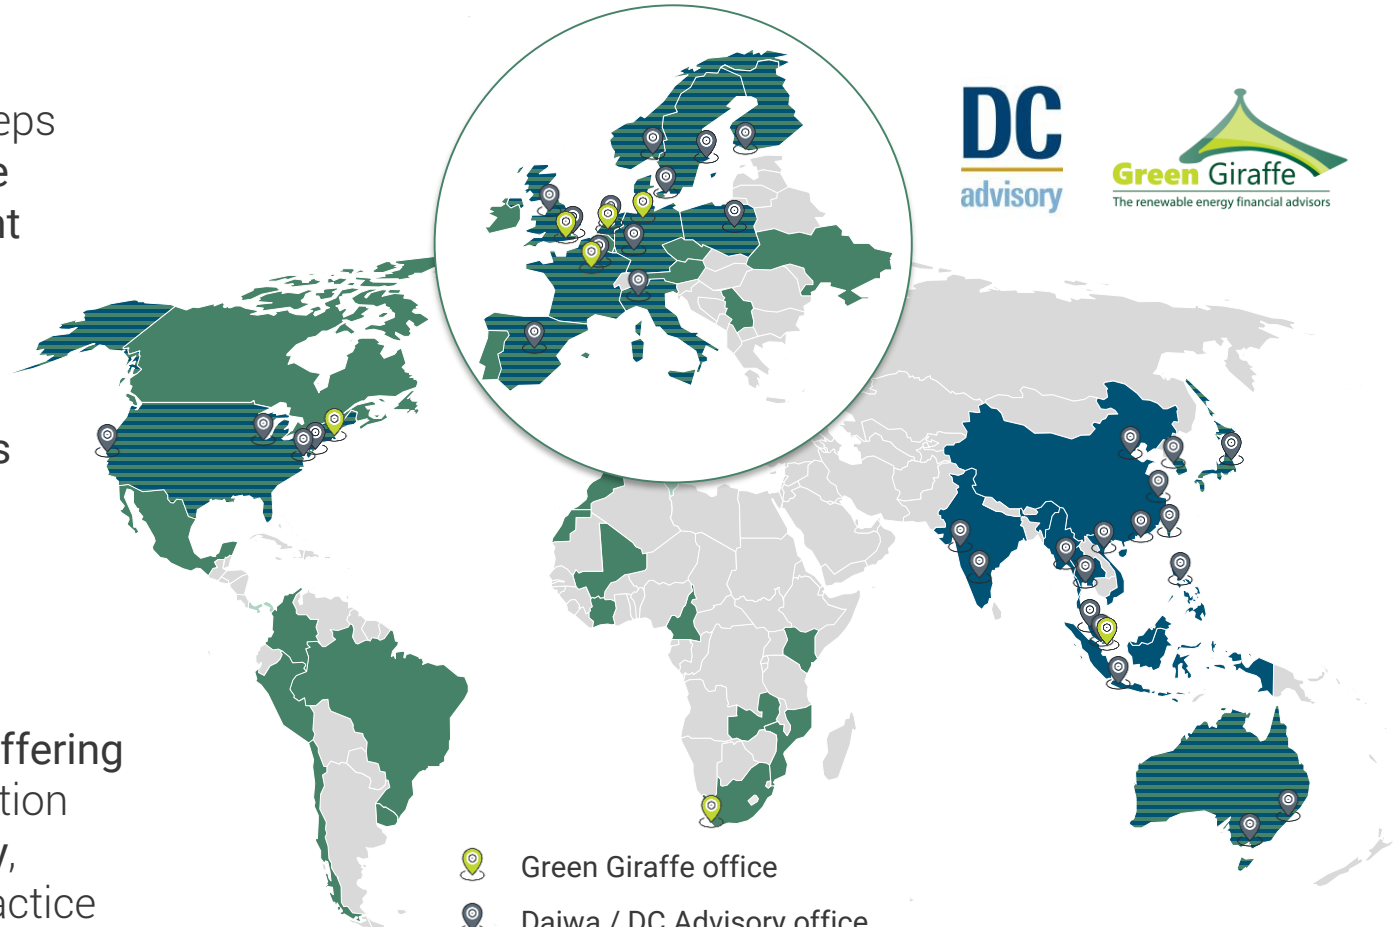 eps
e
nt
s
ffering
tion
y,
actice
DC
advisory
Green Giraffe
The renewable energy financial advisors
Green Giraffe office
Daiwa / DC Advisory office